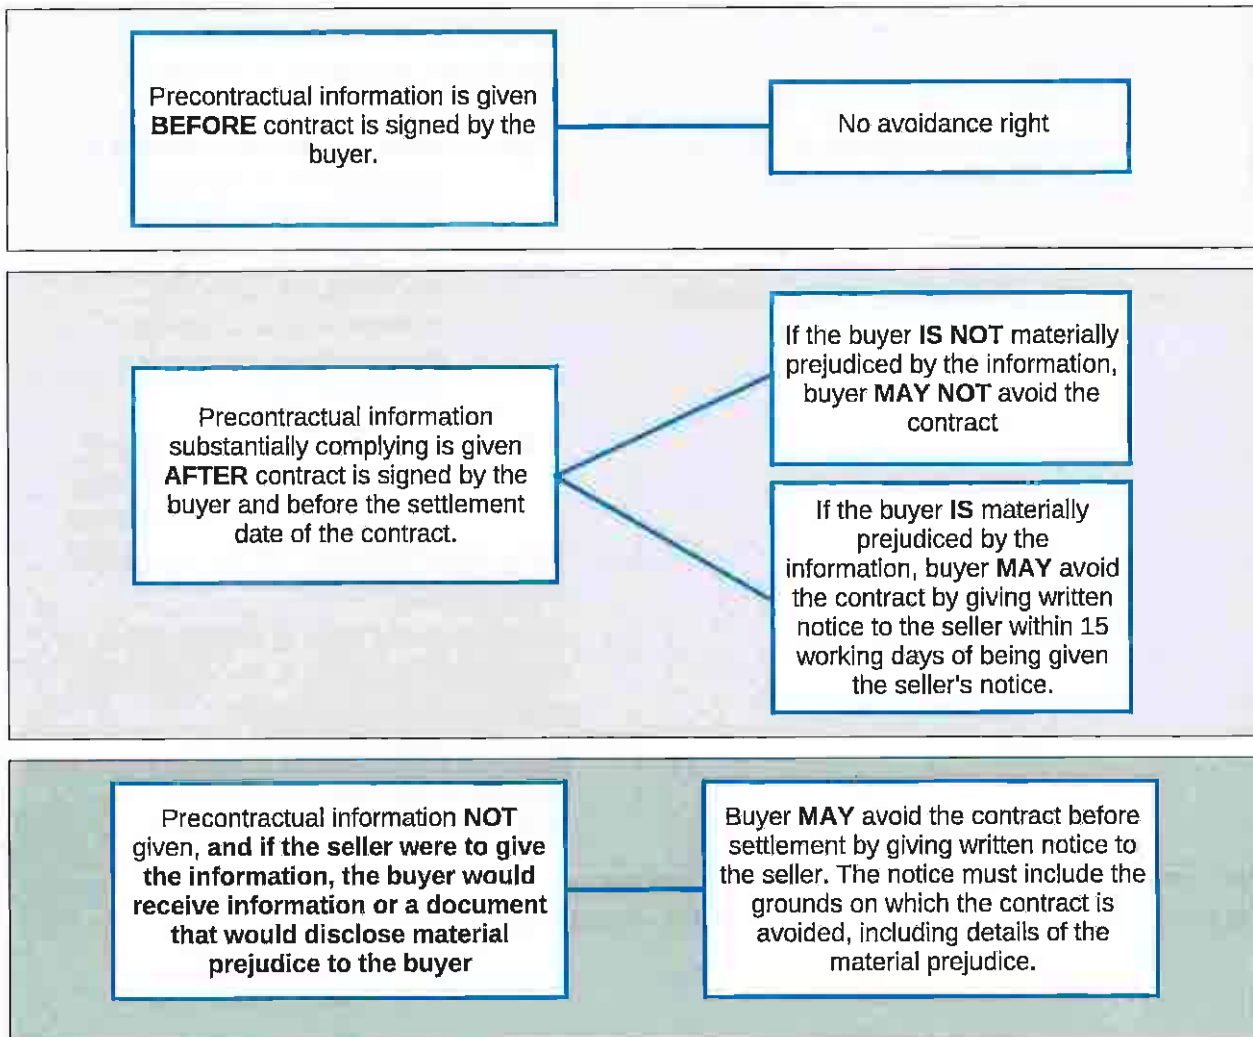 Precontractual information is given
BEFORE contract is signed by the
buyer.
No avoidance right
Precontractual information
substantially complying is given
AFTER contract is signed by the
buyer and before the settlement
date of the contract.
If the buyer IS NOT materially
prejudiced by the information,
buyer MAY NOT avoid the
contract
If the buyer IS materially
prejudiced by the
information, buyer MAY avoid
the contract by giving written
notice to the seller within 15
working days of being given
the seller's notice.
Precontractual information NOT
given, and if the seller were to give
the information, the buyer would
receive information or a document
that would disclose material
prejudice to the buyer
Buyer MAY avoid the contract before
settlement by giving written notice to
the seller. The notice must include the
grounds on which the contract is
avoided, including details of the
material prejudice.